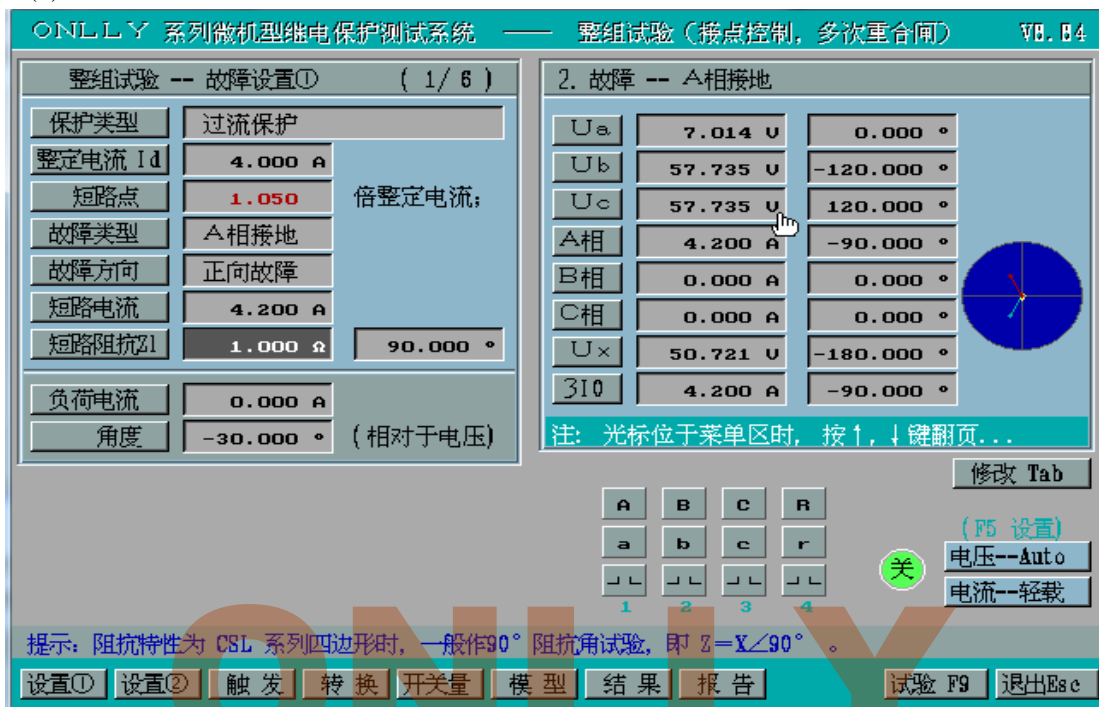 ONLLY 系列微机型继电保护测试系统 —— 整组试验（接点控制，多次重合闸） V8.04
整组试验 -- 故障设置① ( 1/ 6 )
保护类型 过流保护
整定电流 Id 4.000 A
短路点 1.050 倍整定电流;
故障类型 A相接地
故障方向 正向故障
短路电流 4.200 A
短路阻抗Zl 1.000 Ω 90.000 °
负荷电流 0.000 A
角度 -30.000 ° (相对于电压)
2. 故障 -- A相接地
Ua 7.014 V 0.000 °
Ub 57.735 V -120.000 °
Uc 57.735 V 120.000 °
A相 4.200 A -90.000 °
B相 0.000 A 0.000 °
C相 0.000 A 0.000 °
Ux 50.721 V -180.000 °
3I0 4.200 A -90.000 °
注: 光标位于菜单区时, 按↑,↓键翻页...
修改 Tab
A B C R
a b c r
1 2 3 4
关
(F5 设置)
电压--Auto
电流--轻载
ONLLY
提示: 阻抗特性为 CSL 系列四边形时, 一般作90°阻抗角试验, 即 Z=X∠90° 。
设置① 设置② 触 发 转 换 开关量 模 型 结 果 报 告 试验 F9 退出Esc